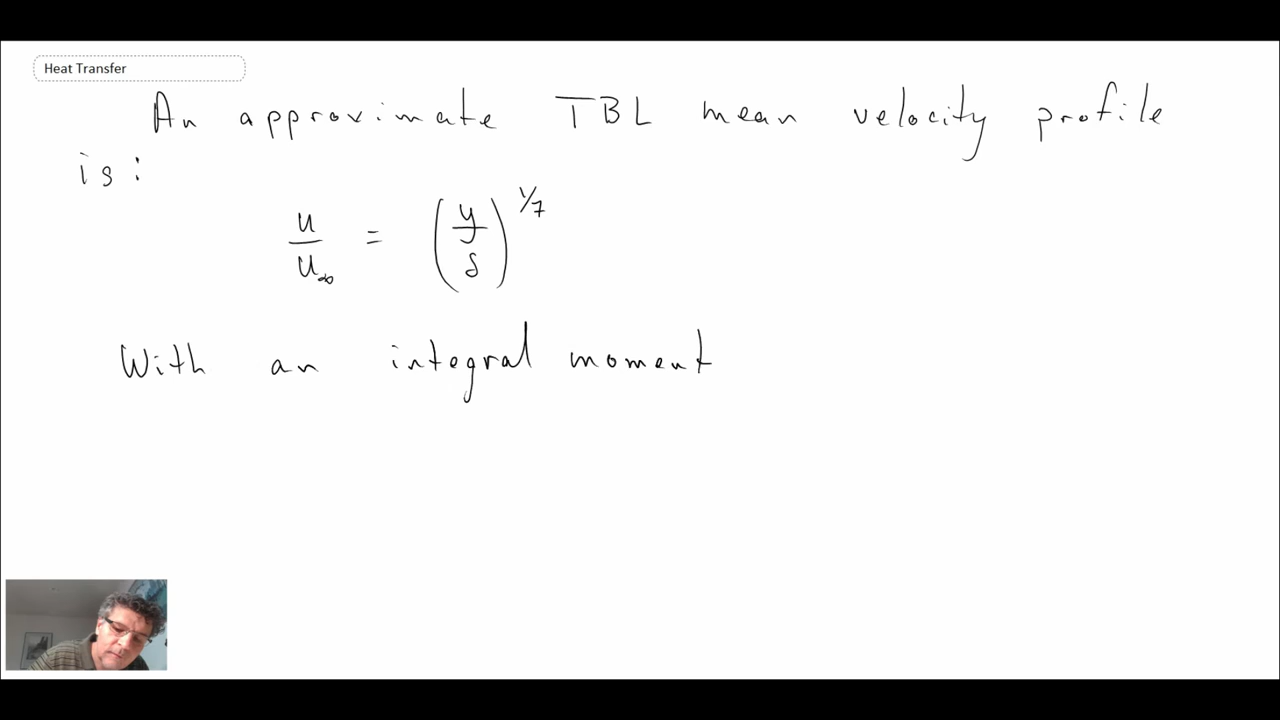 Heat Transfer
An approximate TBL mean velocity profile
is:
u/u∞ = (y/δ)^1/7
With an integral moment